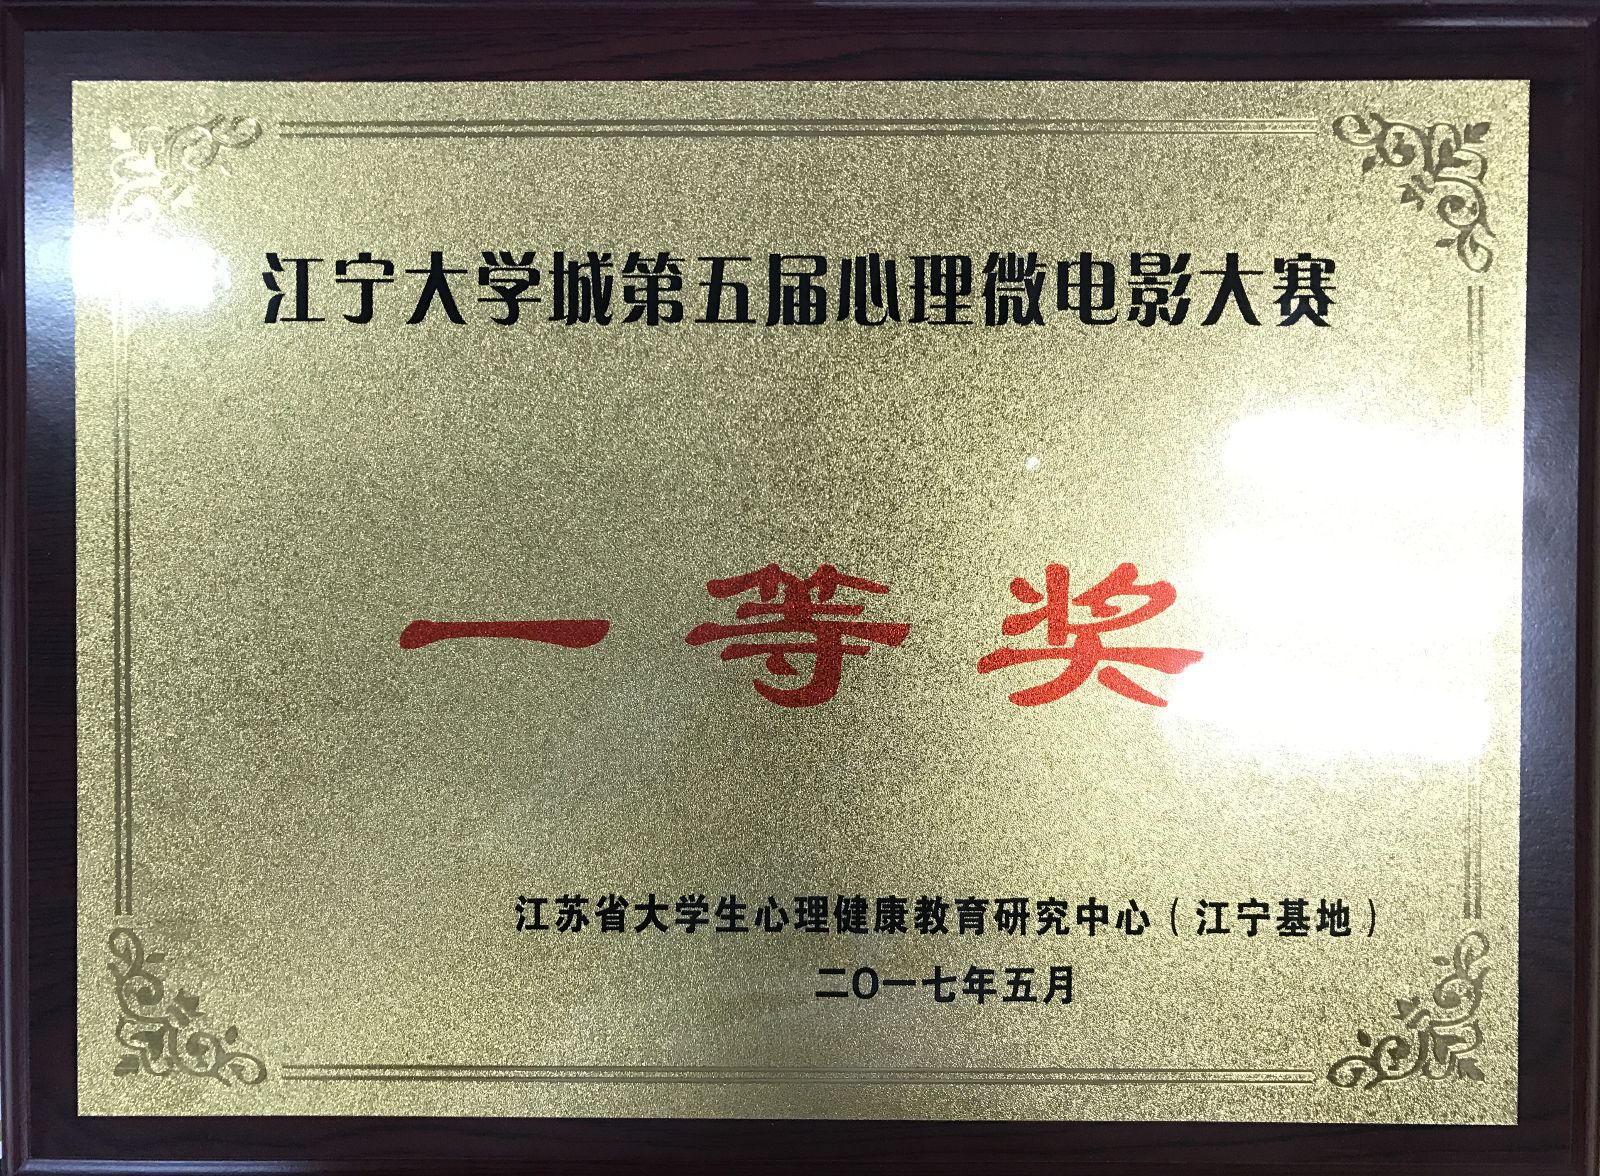 江宁大学城第五届心理微电影大赛
一等奖
江苏省大学生心理健康教育研究中心（江宁基地）
二〇一七年五月